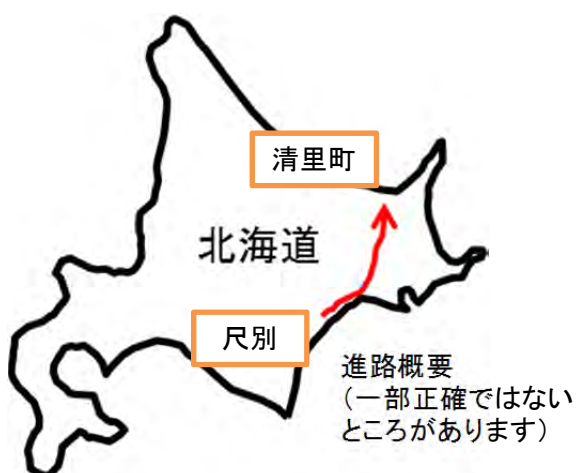 清里町
北海道
尺別
進路概要
(一部正確ではない
ところがあります)